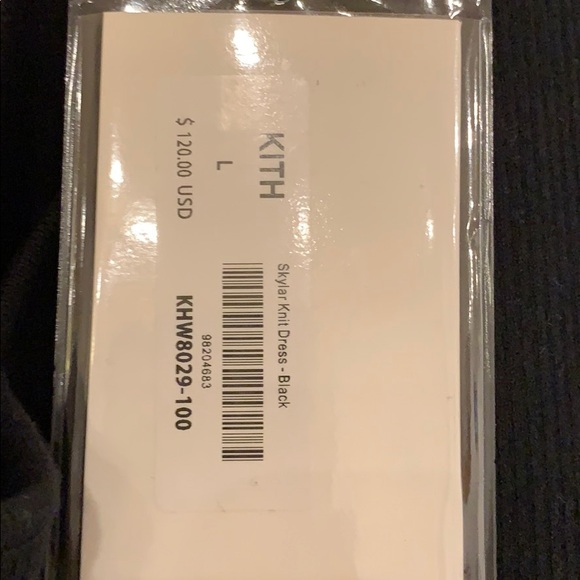 KITH
L
$ 120.00 USD
Skylar Knit Dress - Black
98204683
KHW8029-100